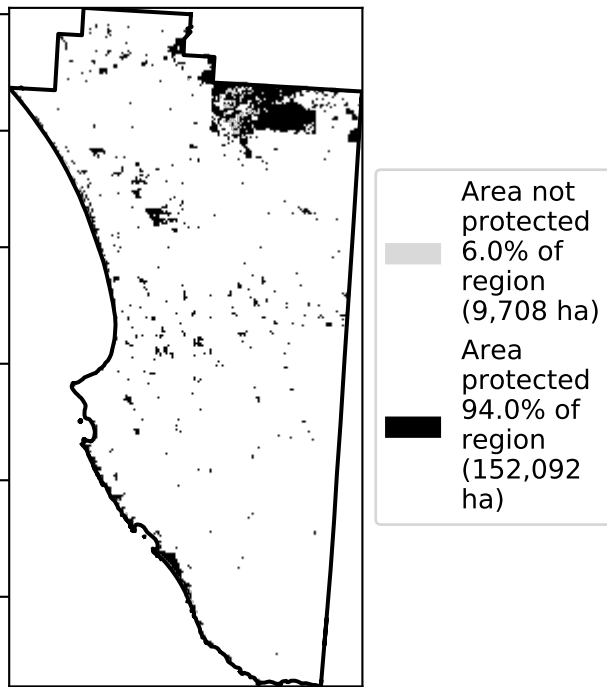 Area not
protected
6.0% of
region
(9,708 ha)
Area
protected
94.0% of
region
(152,092
ha)